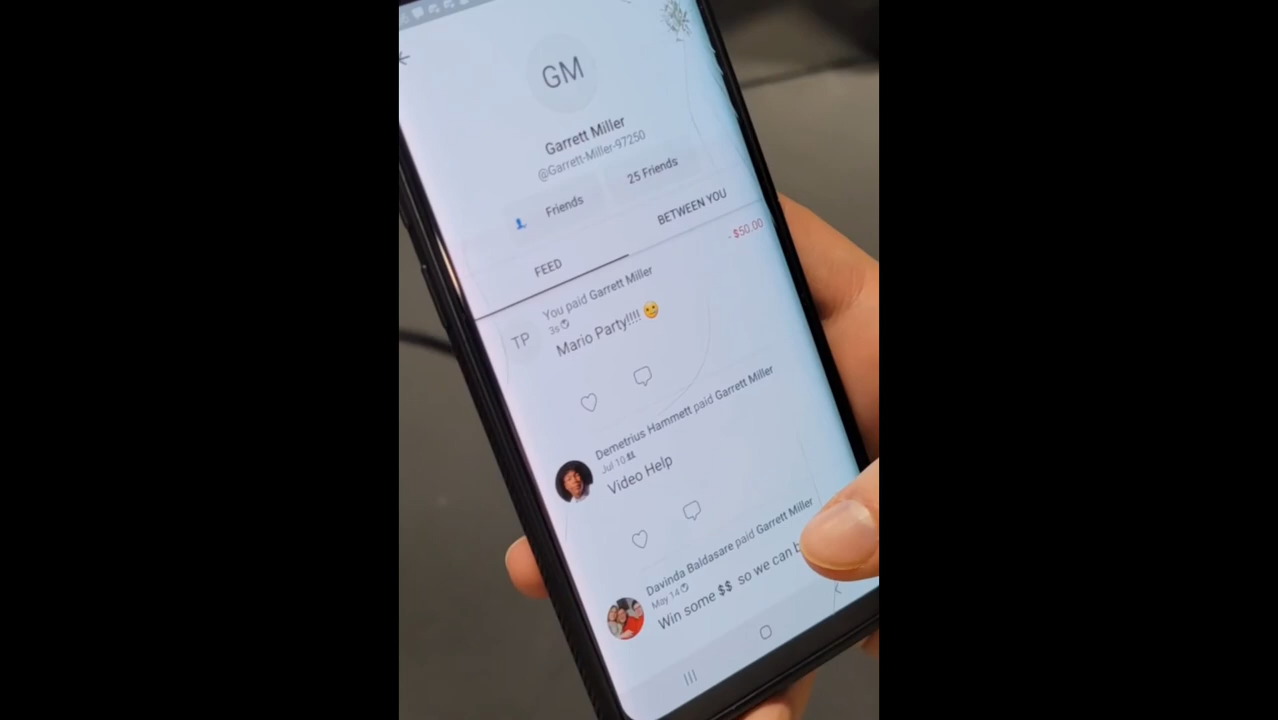 GM
Garrett Miller
@Garrett-Miller-97250
Friends
25 Friends
FEED
BETWEEN YOU
You paid Garrett Miller
- $50.00
3s
TP
Mario Party!!!! 😉
Demetrius Hammett paid Garrett Miller
Jul 10
Video Help
Davinda Baldasare paid Garrett Miller
May 14
Win some $$ so we can